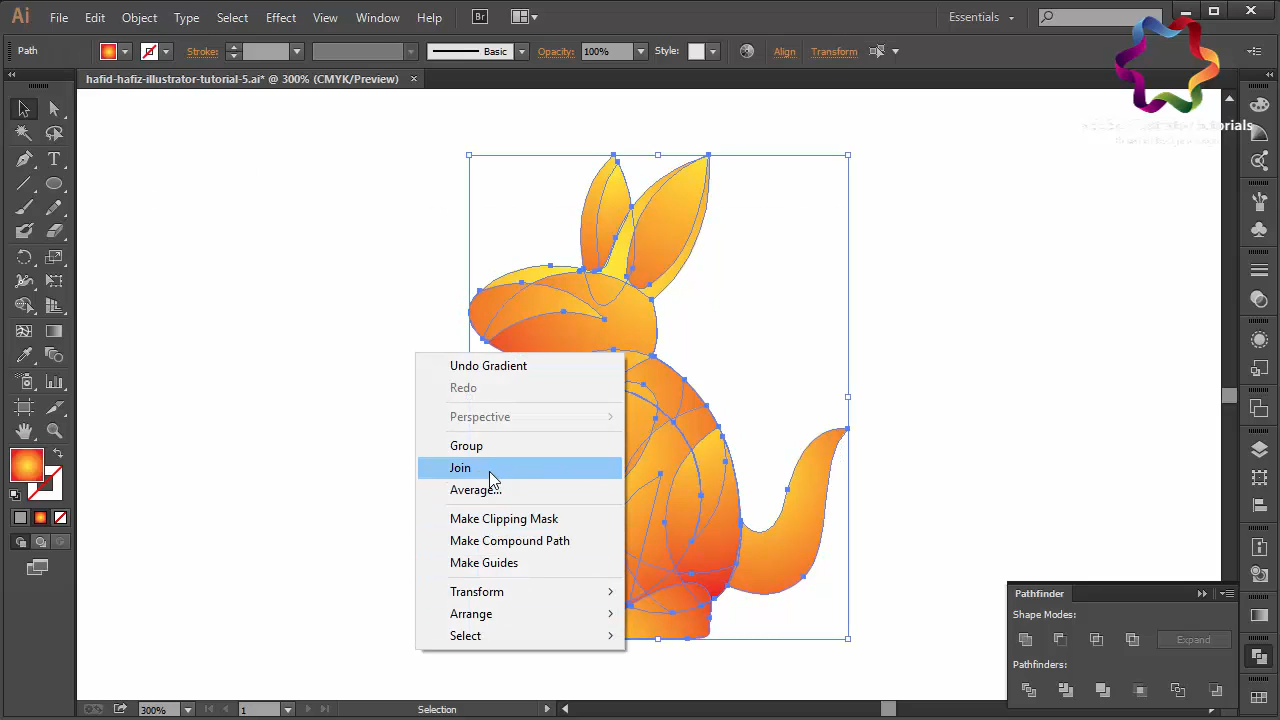 Ai File Edit Object Type Select Effect View Window Help Br Essentials
Path Stroke: Basic Opacity: 100% Style: Align Transform
hafid-hafiz-illustrator-tutorial-5.ai* @ 300% (CMYK/Preview) ×
Tutorials
Undo Gradient
Redo
Perspective
Group
Join
Average...
Make Clipping Mask
Make Compound Path
Make Guides
Transform
Arrange
Select
Pathfinder
Shape Modes:
Expand
Pathfinders:
300% 1 Selection